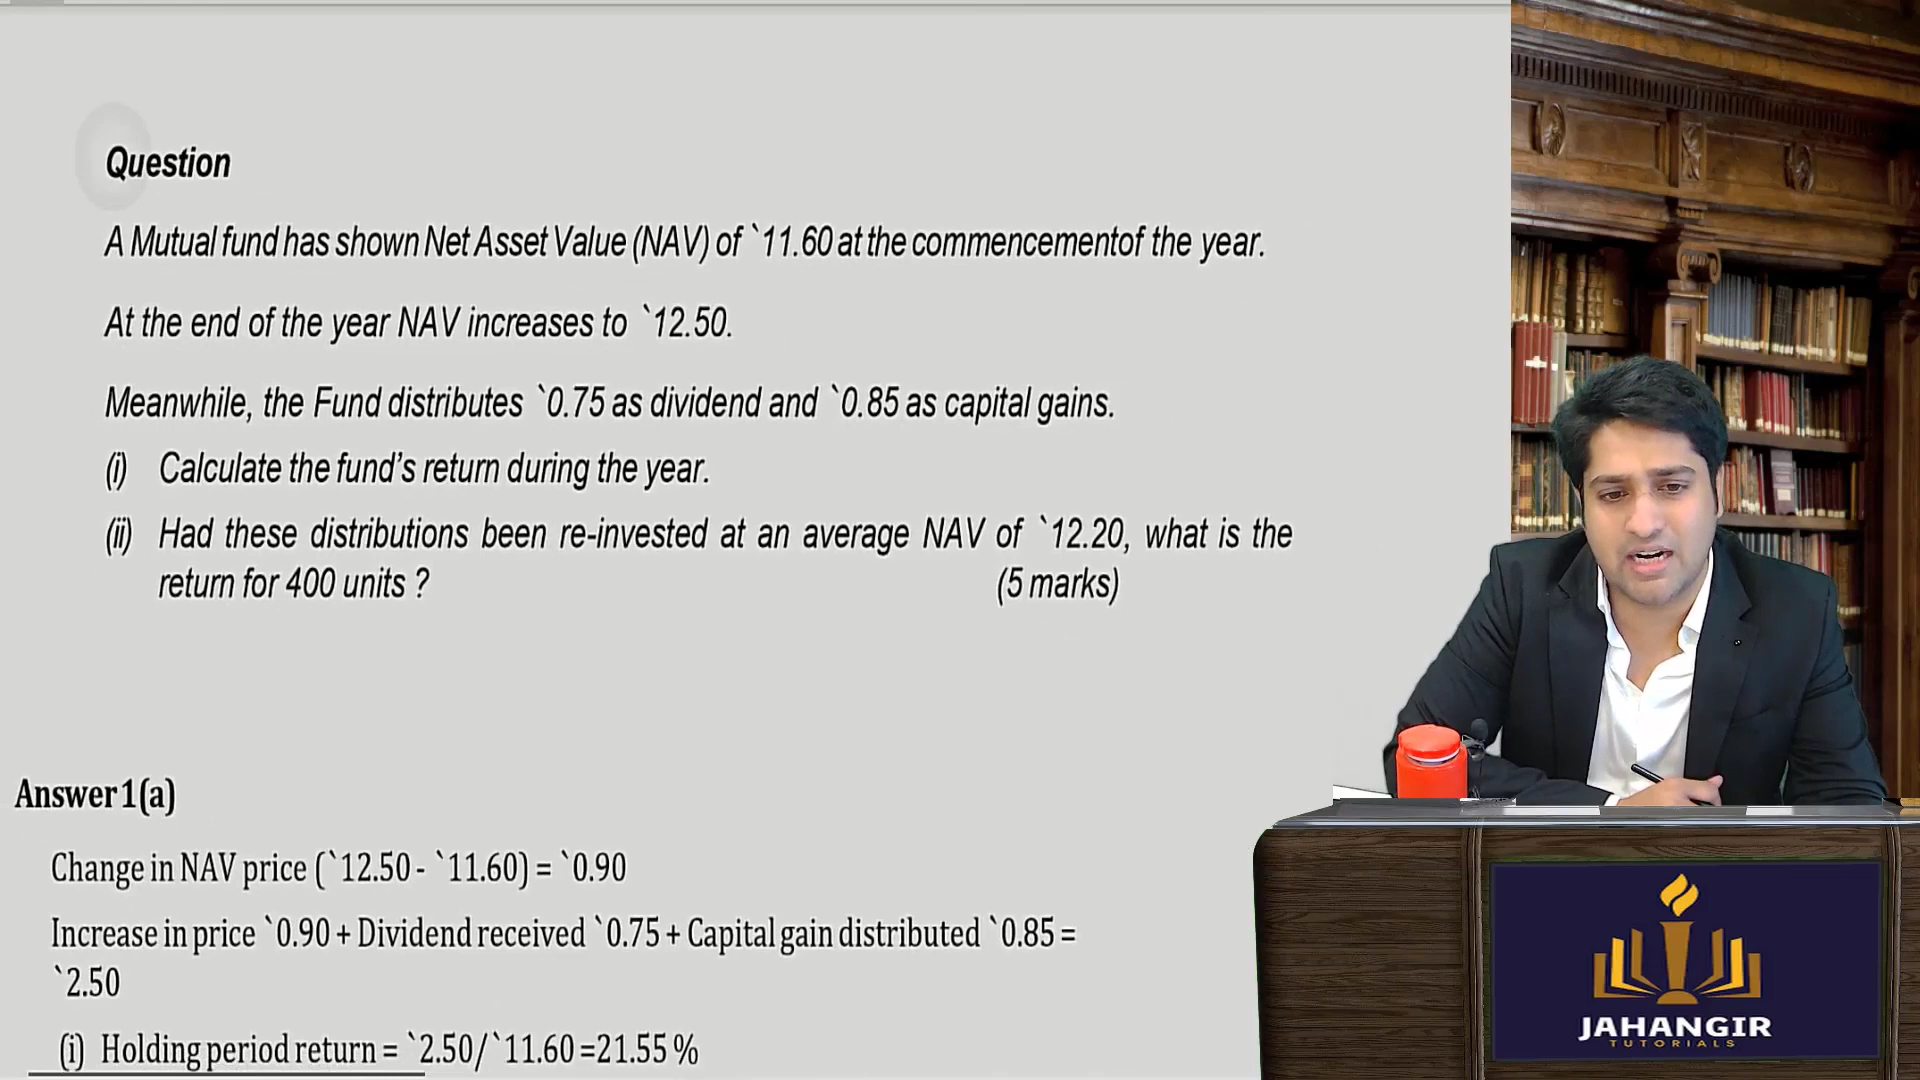 Question
A Mutual fund has shown Net Asset Value (NAV) of `11.60 at the commencementof the year.
At the end of the year NAV increases to `12.50.
Meanwhile, the Fund distributes `0.75 as dividend and `0.85 as capital gains.
(i) Calculate the fund's return during the year.
(ii) Had these distributions been re-invested at an average NAV of `12.20, what is the
return for 400 units ? (5 marks)
Answer1(a)
Change in NAV price (`12.50 - `11.60) = `0.90
Increase in price `0.90 + Dividend received `0.75 + Capital gain distributed `0.85 =
`2.50
(i) Holding period return = `2.50/`11.60 =21.55 %
JAHANGIR
TUTORIALS